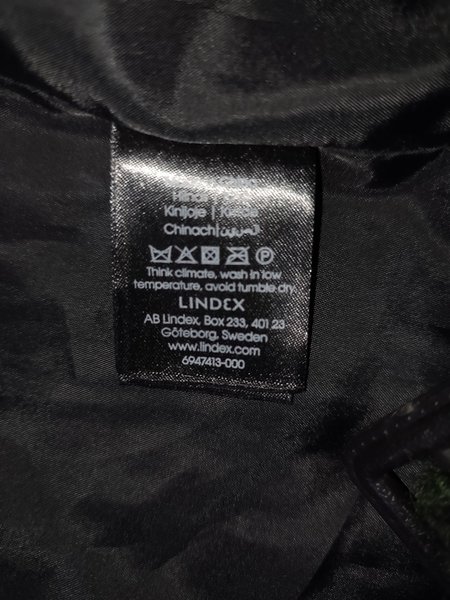 Kinijoje |
Chinach |الصين
P
Think climate, wash in low
temperature, avoid tumble dry.
LINDEX
AB Lindex, Box 233, 401 23
Göteborg, Sweden
www.lindex.com
6947413-000